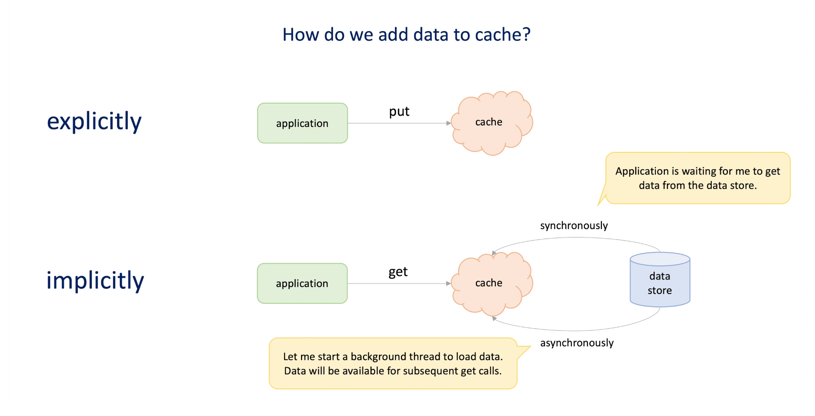 How do we add data to cache?
explicitly
application
put
cache
Application is waiting for me to get
data from the data store.
synchronously
implicitly
application
get
cache
data
store
asynchronously
Let me start a background thread to load data.
Data will be available for subsequent get calls.